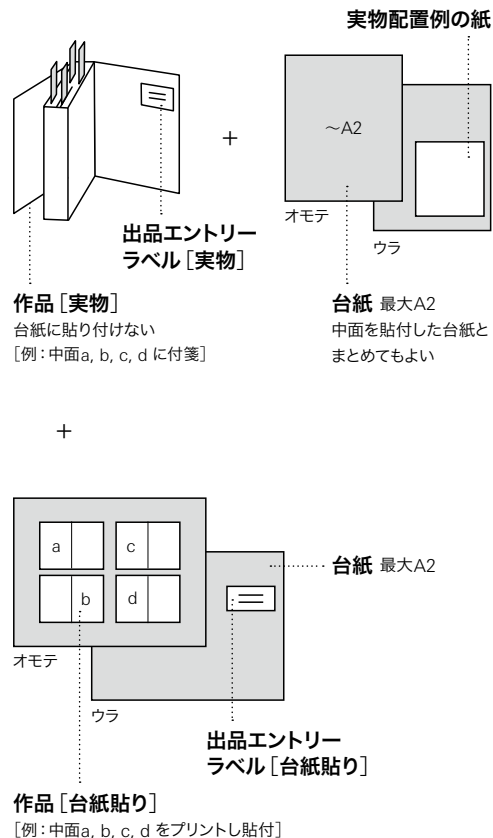 実物配置例の紙
+
〜A2
オモテ
ウラ
出品エントリー
ラベル［実物］
作品［実物］
台紙に貼り付けない
［例：中面a, b, c, d に付箋］
台紙 最大A2
中面を貼付した台紙と
まとめてもよい
+
a
c
b
d
台紙 最大A2
オモテ
ウラ
出品エントリー
ラベル［台紙貼り］
作品［台紙貼り］
［例：中面a, b, c, d をプリントし貼付］